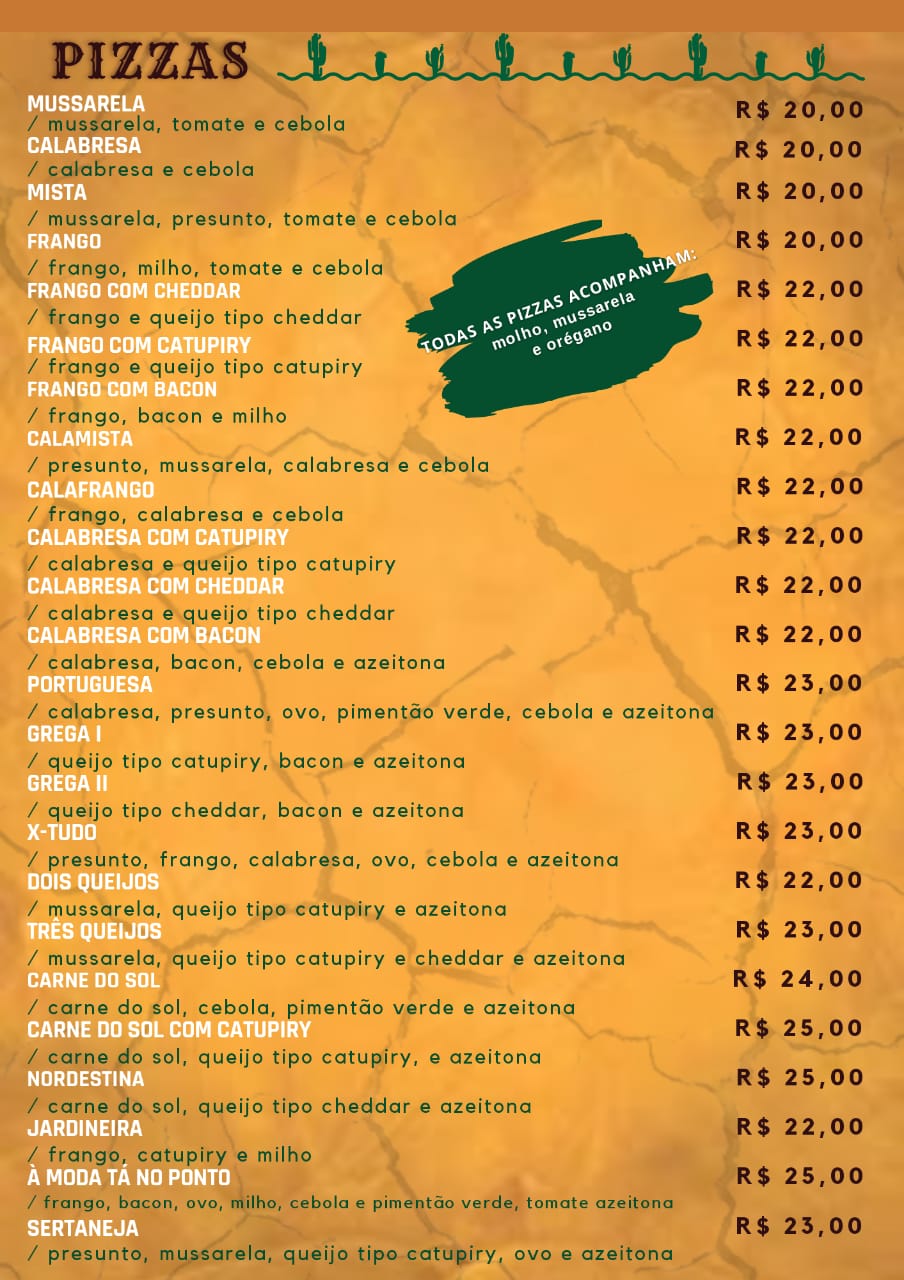 PIZZAS
MUSSARELA R$ 20,00
/ mussarela, tomate e cebola
CALABRESA R$ 20,00
/ calabresa e cebola
MISTA R$ 20,00
/ mussarela, presunto, tomate e cebola
FRANGO R$ 20,00
/ frango, milho, tomate e cebola
FRANGO COM CHEDDAR R$ 22,00
/ frango e queijo tipo cheddar
FRANGO COM CATUPIRY R$ 22,00
/ frango e queijo tipo catupiry
FRANGO COM BACON R$ 22,00
/ frango, bacon e milho
TODAS AS PIZZAS ACOMPANHAM:
molho, mussarela
e orégano
CALAMISTA R$ 22,00
/ presunto, mussarela, calabresa e cebola
CALAFRANGO R$ 22,00
/ frango, calabresa e cebola
CALABRESA COM CATUPIRY R$ 22,00
/ calabresa e queijo tipo catupiry
CALABRESA COM CHEDDAR R$ 22,00
/ calabresa e queijo tipo cheddar
CALABRESA COM BACON R$ 22,00
/ calabresa, bacon, cebola e azeitona
PORTUGUESA R$ 23,00
/ calabresa, presunto, ovo, pimentão verde, cebola e azeitona
GREGA I R$ 23,00
/ queijo tipo catupiry, bacon e azeitona
GREGA II R$ 23,00
/ queijo tipo cheddar, bacon e azeitona
X-TUDO R$ 23,00
/ presunto, frango, calabresa, ovo, cebola e azeitona
DOIS QUEIJOS R$ 22,00
/ mussarela, queijo tipo catupiry e azeitona
TRÊS QUEIJOS R$ 23,00
/ mussarela, queijo tipo catupiry e cheddar e azeitona
CARNE DO SOL R$ 24,00
/ carne do sol, cebola, pimentão verde e azeitona
CARNE DO SOL COM CATUPIRY R$ 25,00
/ carne do sol, queijo tipo catupiry, e azeitona
NORDESTINA R$ 25,00
/ carne do sol, queijo tipo cheddar e azeitona
JARDINEIRA R$ 22,00
/ frango, catupiry e milho
À MODA TÁ NO PONTO R$ 25,00
/ frango, bacon, ovo, milho, cebola e pimentão verde, tomate azeitona
SERTANEJA R$ 23,00
/ presunto, mussarela, queijo tipo catupiry, ovo e azeitona